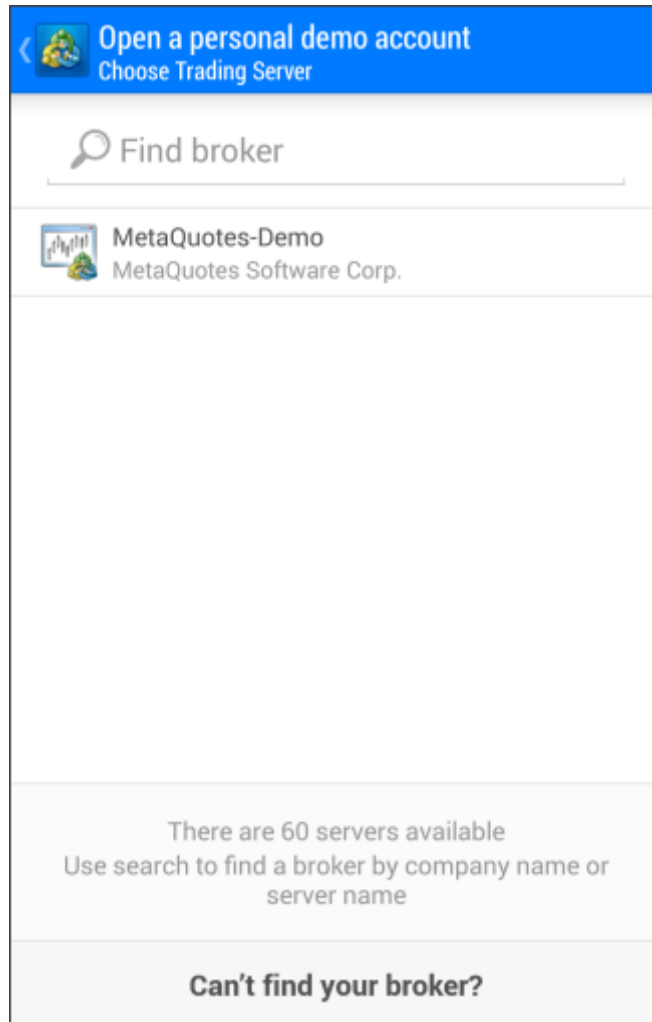 Open a personal demo account
Choose Trading Server
Find broker
MetaQuotes-Demo
MetaQuotes Software Corp.
There are 60 servers available
Use search to find a broker by company name or
server name
Can't find your broker?